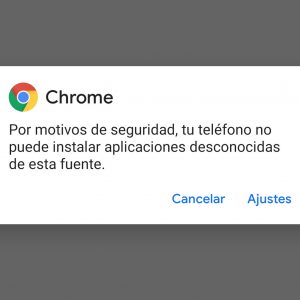 Chrome
Por motivos de seguridad, tu teléfono no
puede instalar aplicaciones desconocidas
de esta fuente.
Cancelar Ajustes